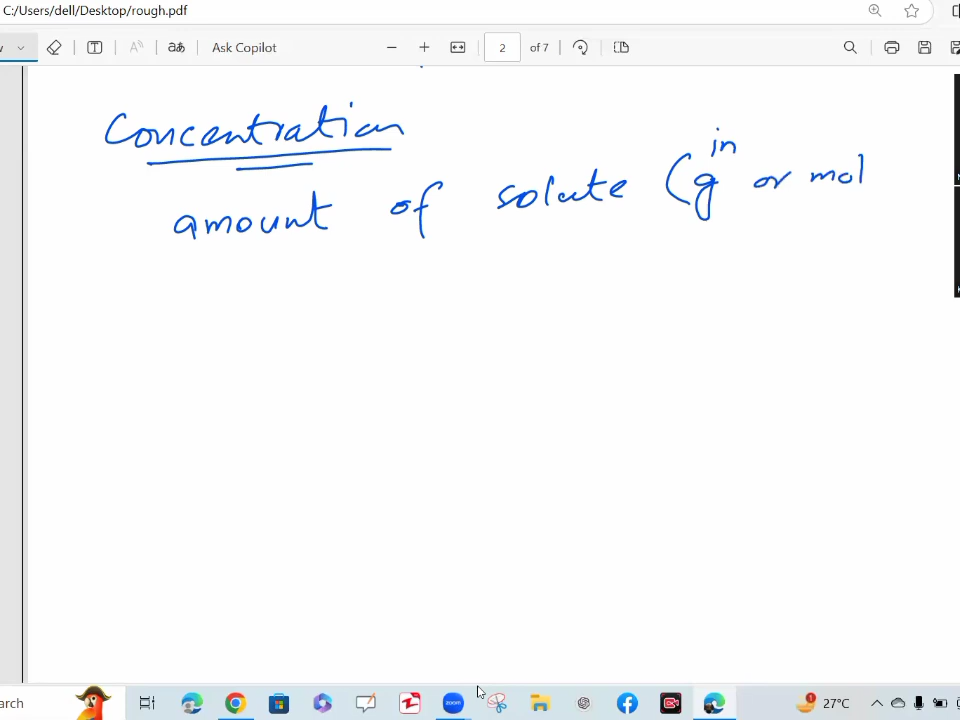 C:/Users/dell/Desktop/rough.pdf
Ask Copilot
2 of 7
Concentration
amount of solute (in g or mol
arch
zoom
27°C